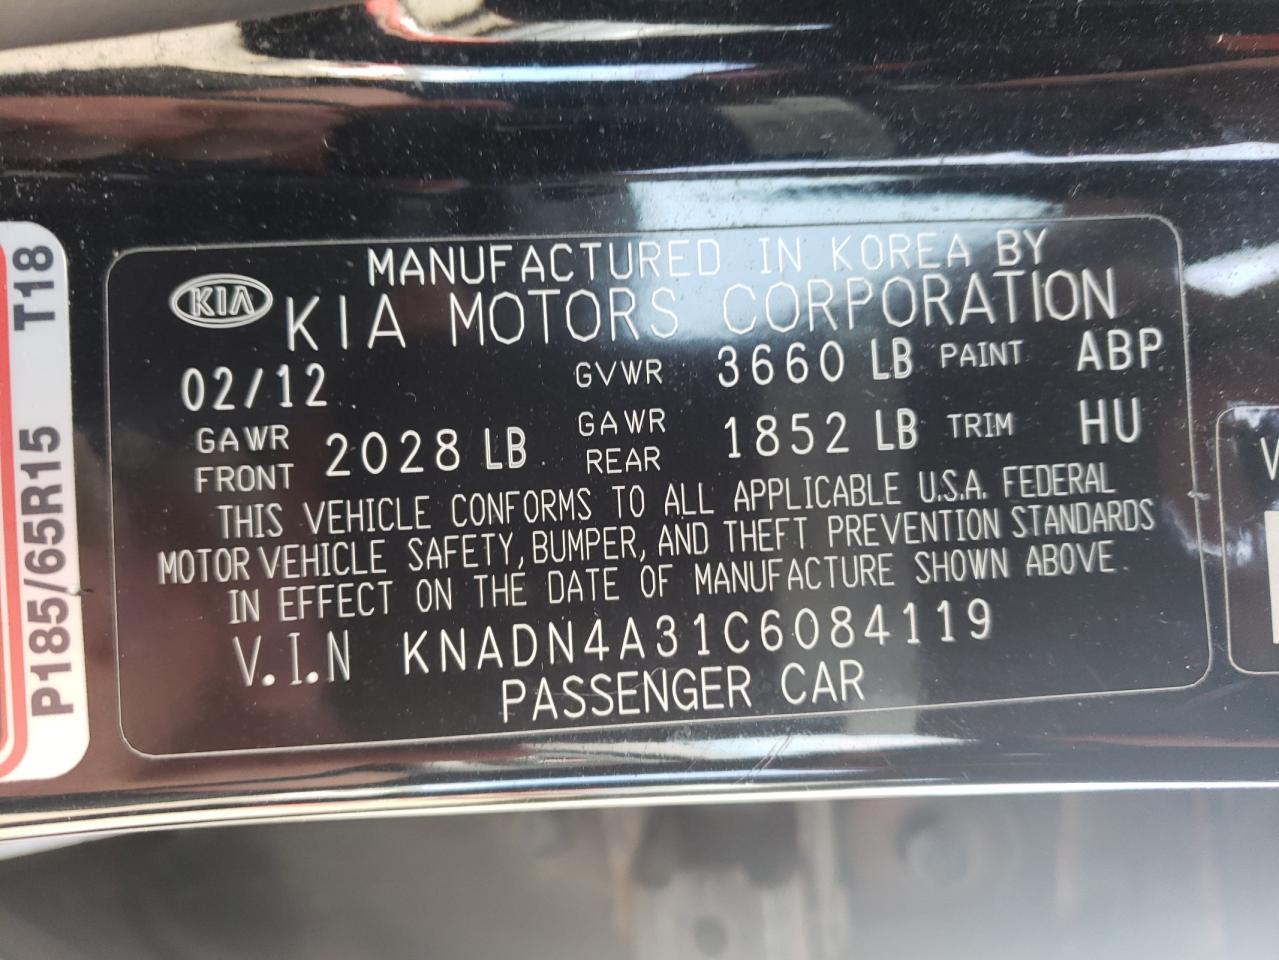 MANUFACTURED IN KOREA BY
KIA KIA MOTORS CORPORATION
02/12 GVWR 3660 LB PAINT ABP
GAWR FRONT 2028 LB GAWR REAR 1852 LB TRIM HU
THIS VEHICLE CONFORMS TO ALL APPLICABLE U.S.A. FEDERAL
MOTOR VEHICLE SAFETY, BUMPER, AND THEFT PREVENTION STANDARDS
IN EFFECT ON THE DATE OF MANUFACTURE SHOWN ABOVE.
V.I.N KNADN4A31C6084119
PASSENGER CAR
P185/65R15 T18